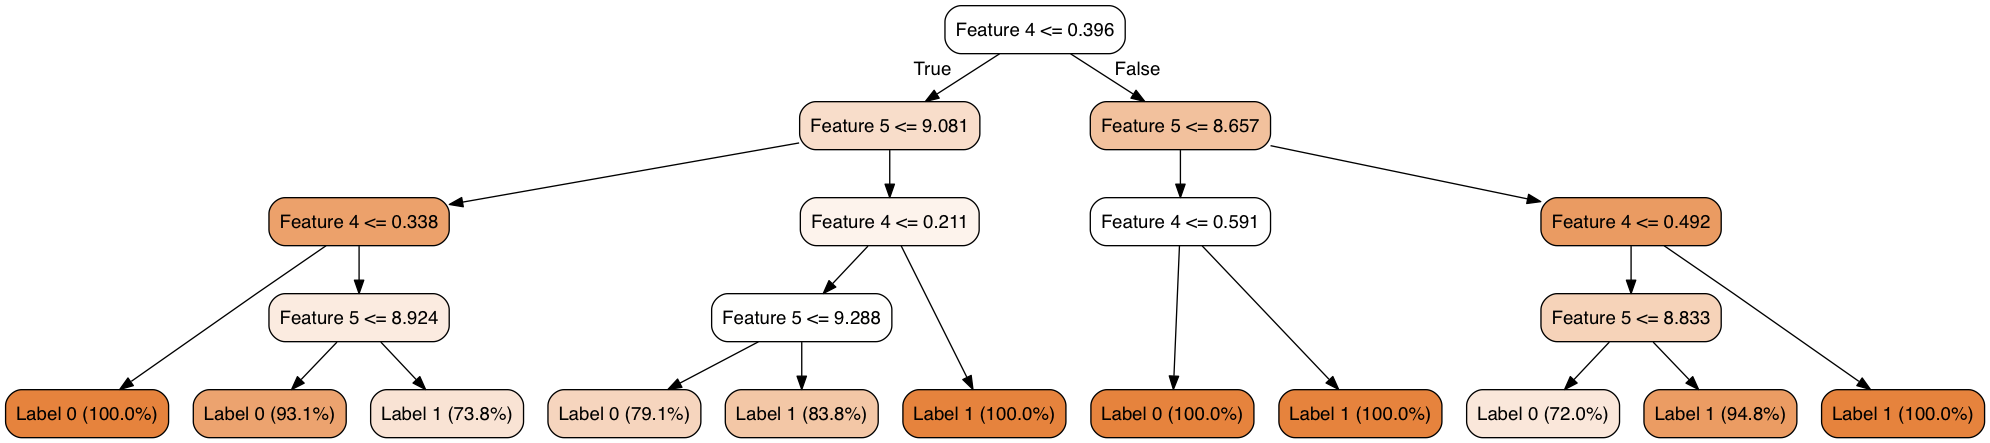 Feature 4 <= 0.396
True
False
Feature 5 <= 9.081
Feature 5 <= 8.657
Feature 4 <= 0.338
Feature 4 <= 0.211
Feature 4 <= 0.591
Feature 4 <= 0.492
Feature 5 <= 8.924
Feature 5 <= 9.288
Feature 5 <= 8.833
Label 0 (100.0%)
Label 0 (93.1%)
Label 1 (73.8%)
Label 0 (79.1%)
Label 1 (83.8%)
Label 1 (100.0%)
Label 0 (100.0%)
Label 1 (100.0%)
Label 0 (72.0%)
Label 1 (94.8%)
Label 1 (100.0%)